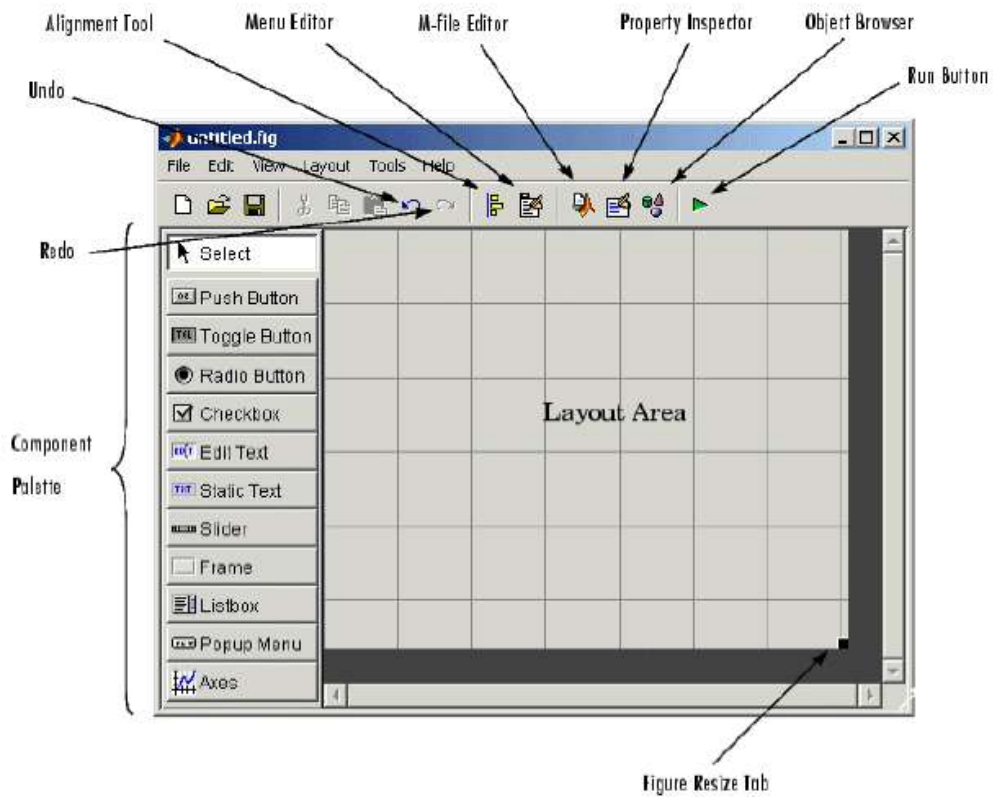 Alignment Tool
Menu Editor
M-file Editor
Property Inspector
Object Browser
Undo
Run Button
untitled.fig
File Edit View Layout Tools Help
Redo
Select
Push Button
Toggle Button
Radio Button
Checkbox
Layout Area
Component
Palette
Edit Text
Static Text
Slider
Frame
Listbox
Popup Menu
Axes
Figure Resize Tab